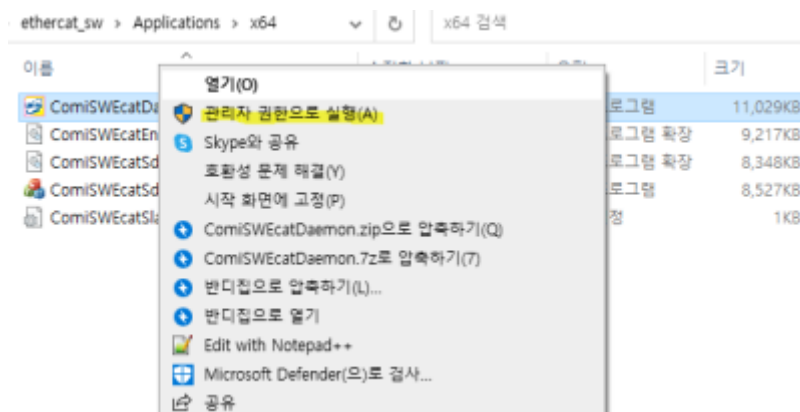 ethercat_sw > Applications > x64
x64 검색
이름
크기
열기(O)
ComiSWEcatDa
관리자 권한으로 실행(A)
로그램
11,029KB
ComiSWEcatEn
Skype와 공유
로그램 확장
9,217KB
ComiSWEcatSd
호환성 문제 해결(Y)
로그램 확장
8,348KB
ComiSWEcatSd
시작 화면에 고정(P)
로그램
8,527KB
ComiSWEcatSla
ComiSWEcatDaemon.zip으로 압축하기(Q)
정
1KB
ComiSWEcatDaemon.7z로 압축하기(7)
반디집으로 압축하기(L)...
반디집으로 열기
Edit with Notepad++
Microsoft Defender(으)로 검사...
공유